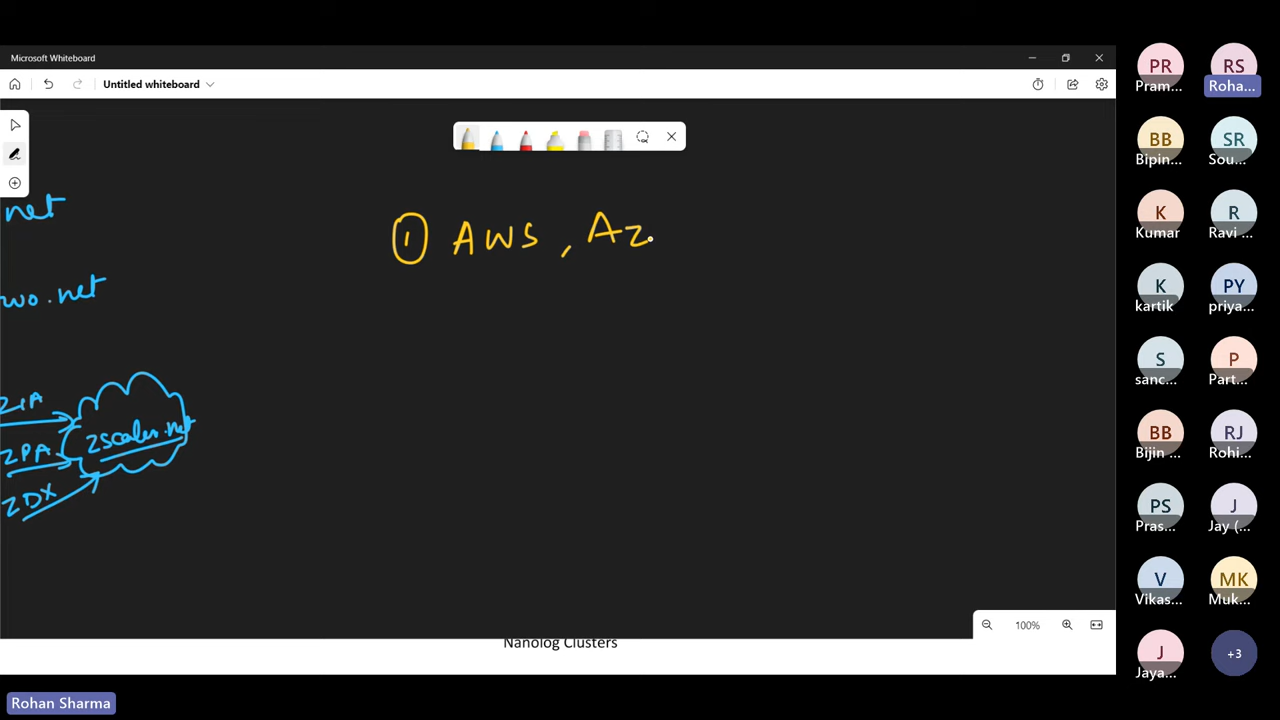 Microsoft Whiteboard
Untitled whiteboard
.net
wo.net
ZIA
ZPA
ZDX
zscaler.net
① AWS, AZ
100%
Nanolog Clusters
Rohan Sharma
PR RS
Pram... Roha...
BB SR
Bipin... Sou...
K R
Kumar Ravi ...
K PY
kartik priya...
S P
sanc... Part...
BB RJ
Bijin ... Rohi...
PS J
Pras... Jay (...
V MK
Vikas... Muk...
J +3
Jaya...